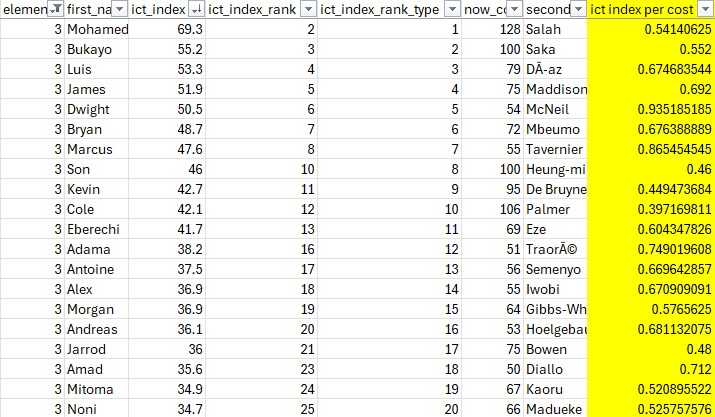 elemen first_na ict_index ict_index_rank ict_index_rank_type now_co second_ ict index per cost
3 Mohamed 69.3 2 1 128 Salah 0.54140625
3 Bukayo 55.2 3 2 100 Saka 0.552
3 Luis 53.3 4 3 79 DÃ-az 0.674683544
3 James 51.9 5 4 75 Maddison 0.692
3 Dwight 50.5 6 5 54 McNeil 0.935185185
3 Bryan 48.7 7 6 72 Mbeumo 0.676388889
3 Marcus 47.6 8 7 55 Tavernier 0.865454545
3 Son 46 10 8 100 Heung-mi 0.46
3 Kevin 42.7 11 9 95 De Bruyne 0.449473684
3 Cole 42.1 12 10 106 Palmer 0.397169811
3 Eberechi 41.7 13 11 69 Eze 0.604347826
3 Adama 38.2 16 12 51 TraorÃ© 0.749019608
3 Antoine 37.5 17 13 56 Semenyo 0.669642857
3 Alex 36.9 18 14 55 Iwobi 0.670909091
3 Morgan 36.9 19 15 64 Gibbs-Wh 0.5765625
3 Andreas 36.1 20 16 53 Hoelgebau 0.681132075
3 Jarrod 36 21 17 75 Bowen 0.48
3 Amad 35.6 23 18 50 Diallo 0.712
3 Mitoma 34.9 24 19 67 Kaoru 0.520895522
3 Noni 34.7 25 20 66 Madueke 0.525757576